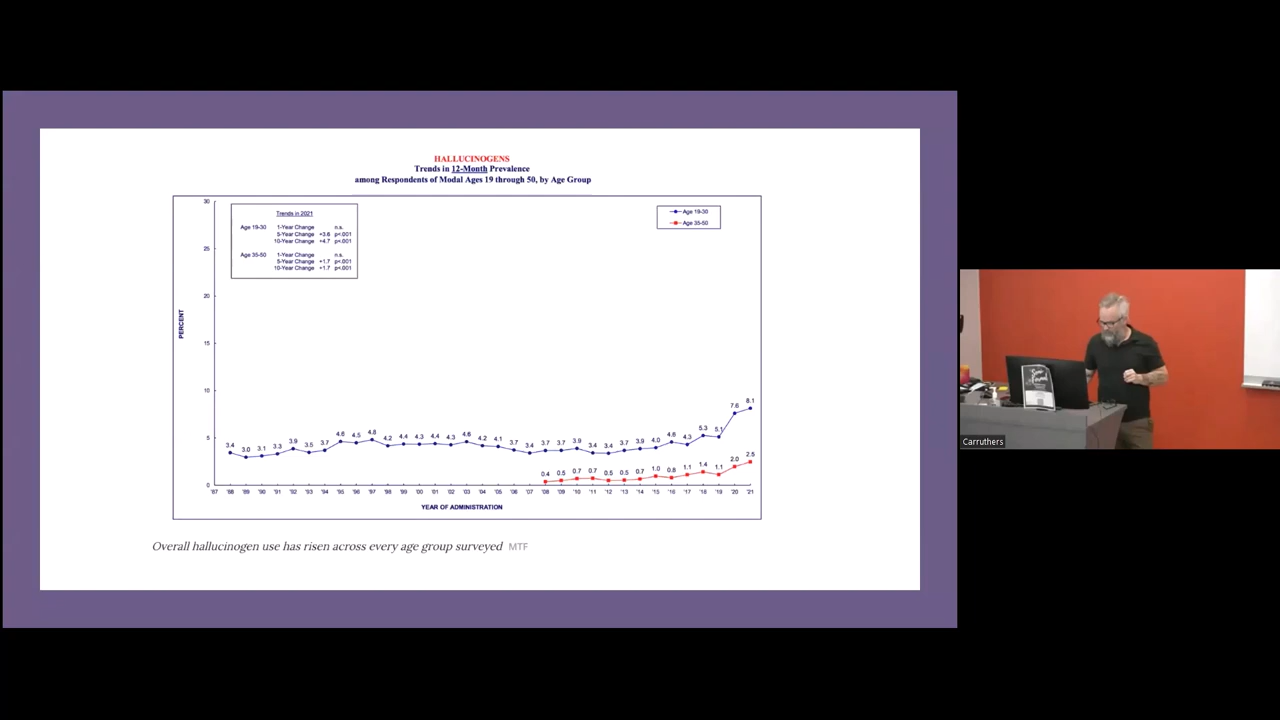 HALLUCINOGENS
Trends in 12-Month Prevalence
among Respondents of Modal Ages 19 through 50, by Age Group
30
25
20
15
10
5
0
PERCENT
Trends in 2021
Age 19-30 1-Year Change n.s.
5-Year Change +3.6 p<.001
10-Year Change +4.7 p<.001
Age 35-50 1-Year Change n.s.
5-Year Change +1.7 p<.001
10-Year Change +1.7 p<.001
Age 19-30
Age 35-50
3.4 3.0 3.1 3.3 3.9 3.5 3.7 4.6 4.5 4.8 4.2 4.4 4.3 4.4 4.3 4.6 4.2 4.1 3.7 3.4 3.7 3.7 3.9 3.4 3.4 3.7 3.9 4.0 4.6 4.3 5.3 5.1 7.6 8.1
0.4 0.5 0.7 0.7 0.5 0.5 0.7 1.0 0.8 1.1 1.4 1.1 2.0 2.5
'87 '88 '89 '90 '91 '92 '93 '94 '95 '96 '97 '98 '99 '00 '01 '02 '03 '04 '05 '06 '07 '08 '09 '10 '11 '12 '13 '14 '15 '16 '17 '18 '19 '20 '21
YEAR OF ADMINISTRATION
Overall hallucinogen use has risen across every age group surveyed MTF
Carruthers